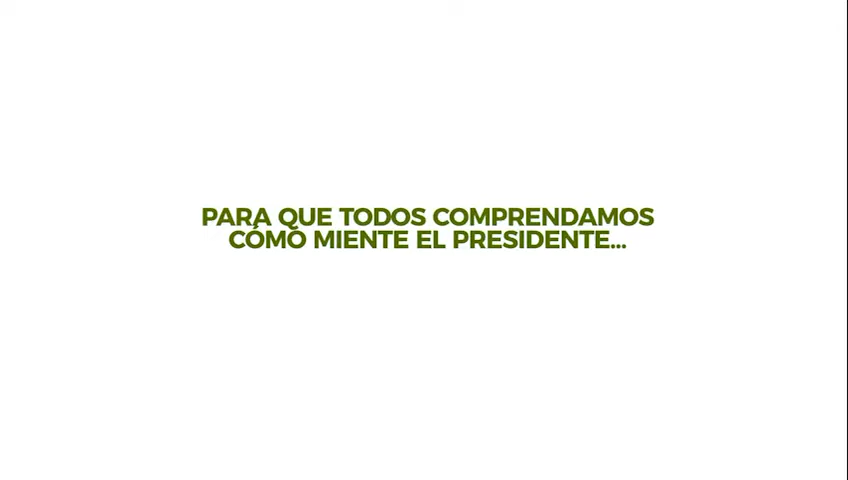 PARA QUE TODOS COMPRENDAMOS
CÓMO MIENTE EL PRESIDENTE...